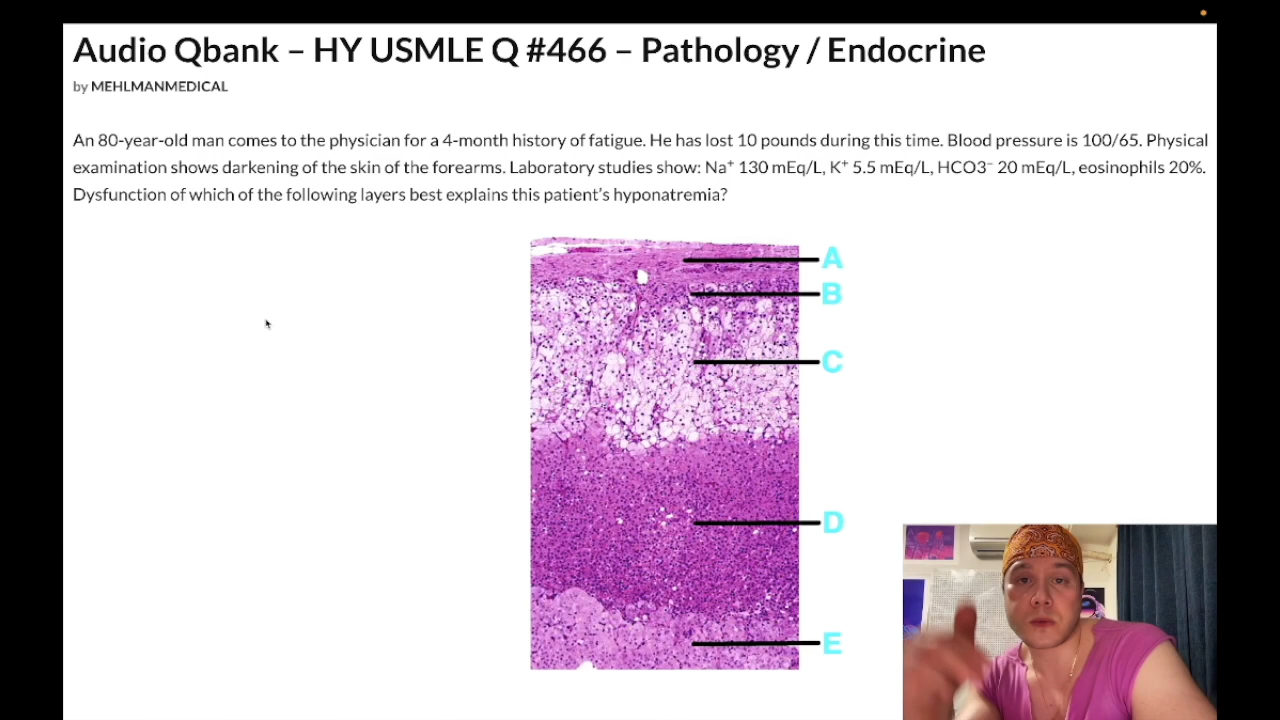 Audio Qbank – HY USMLE Q #466 – Pathology / Endocrine
by MEHLMANMEDICAL
An 80-year-old man comes to the physician for a 4-month history of fatigue. He has lost 10 pounds during this time. Blood pressure is 100/65. Physical
examination shows darkening of the skin of the forearms. Laboratory studies show: Na⁺ 130 mEq/L, K⁺ 5.5 mEq/L, HCO3⁻ 20 mEq/L, eosinophils 20%.
Dysfunction of which of the following layers best explains this patient's hyponatremia?
A
B
C
D
E